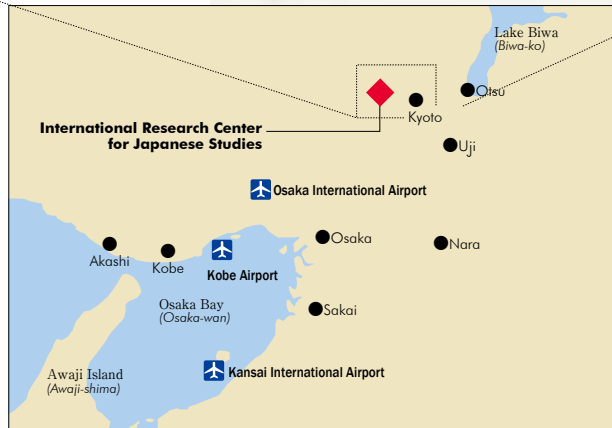 Lake Biwa
(Biwa-ko)
Otsu
Kyoto
International Research Center
for Japanese Studies
Uji
Osaka International Airport
Osaka
Nara
Akashi
Kobe
Kobe Airport
Osaka Bay
(Osaka-wan)
Sakai
Awaji Island
(Awaji-shima)
Kansai International Airport